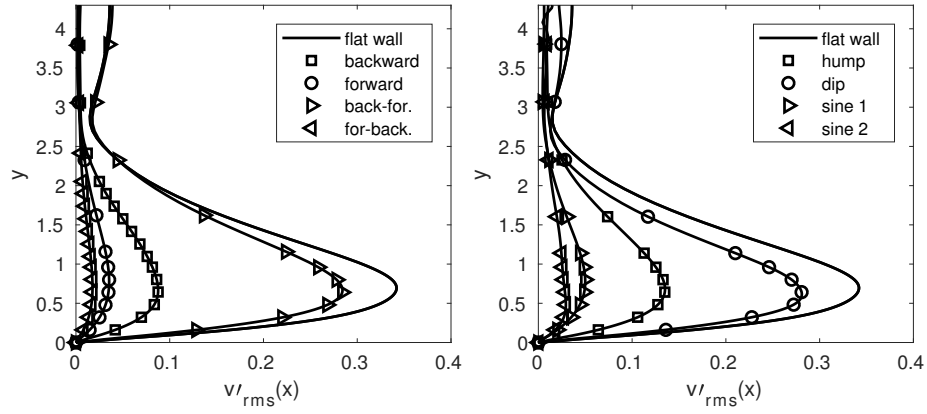 4
3.5
3
2.5
2
1.5
1
0.5
0
y
0 0.1 0.2 0.3 0.4
v′rms(x)
flat wall
backward
forward
back-for.
for-back.
4
3.5
3
2.5
2
1.5
1
0.5
0
y
0 0.1 0.2 0.3 0.4
v′rms(x)
flat wall
hump
dip
sine 1
sine 2